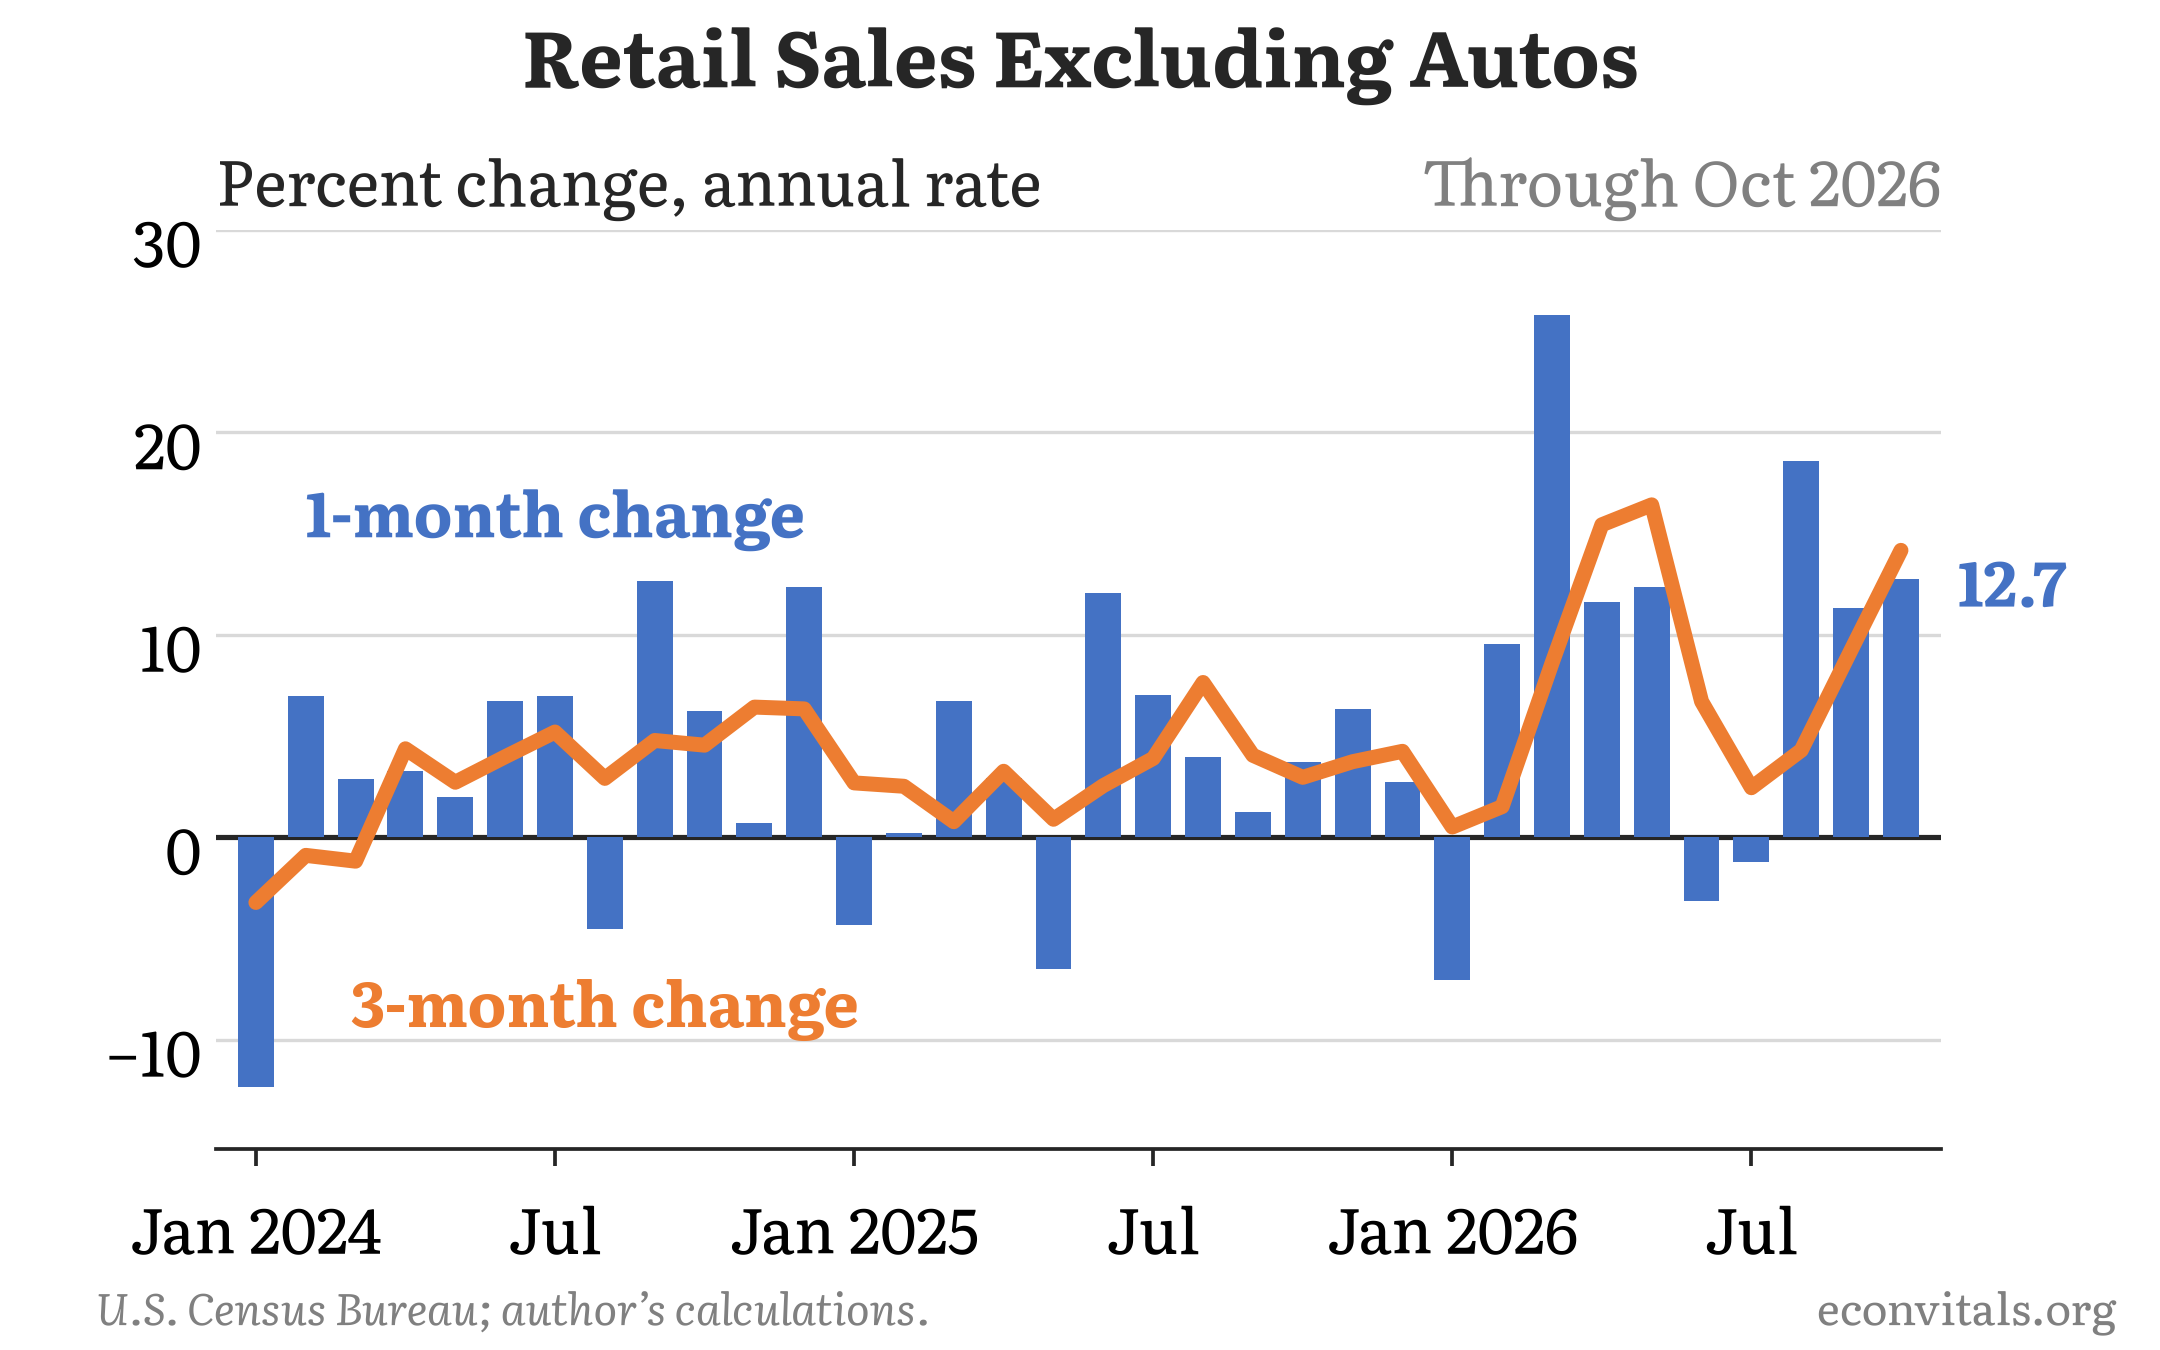 Retail Sales Excluding Autos
Percent change, annual rate
Through Oct 2026
30
20
1-month change
12.7
10
0
3-month change
–10
Jan 2024 Jul Jan 2025 Jul Jan 2026 Jul
U.S. Census Bureau; author’s calculations.
econvitals.org